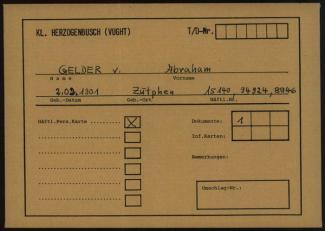 KL. HERZOGENBUSCH (VUGHT) T/D-Nr.
GELDER v. Abraham
Name Vorname
2.03.1901 Zütphen 15140 94924, 8946
Geb.-Datum Geb.-Ort Häftl.Nr.
Häftl.Pers.Karte X Dokumente: 1
Inf.Karten:
Bemerkungen:
Umschlag-Nr.: